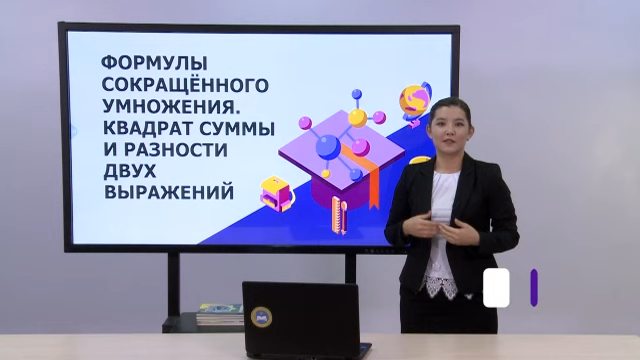 ФОРМУЛЫ
СОКРАЩЁННОГО
УМНОЖЕНИЯ.
КВАДРАТ СУММЫ
И РАЗНОСТИ
ДВУХ
ВЫРАЖЕНИЙ